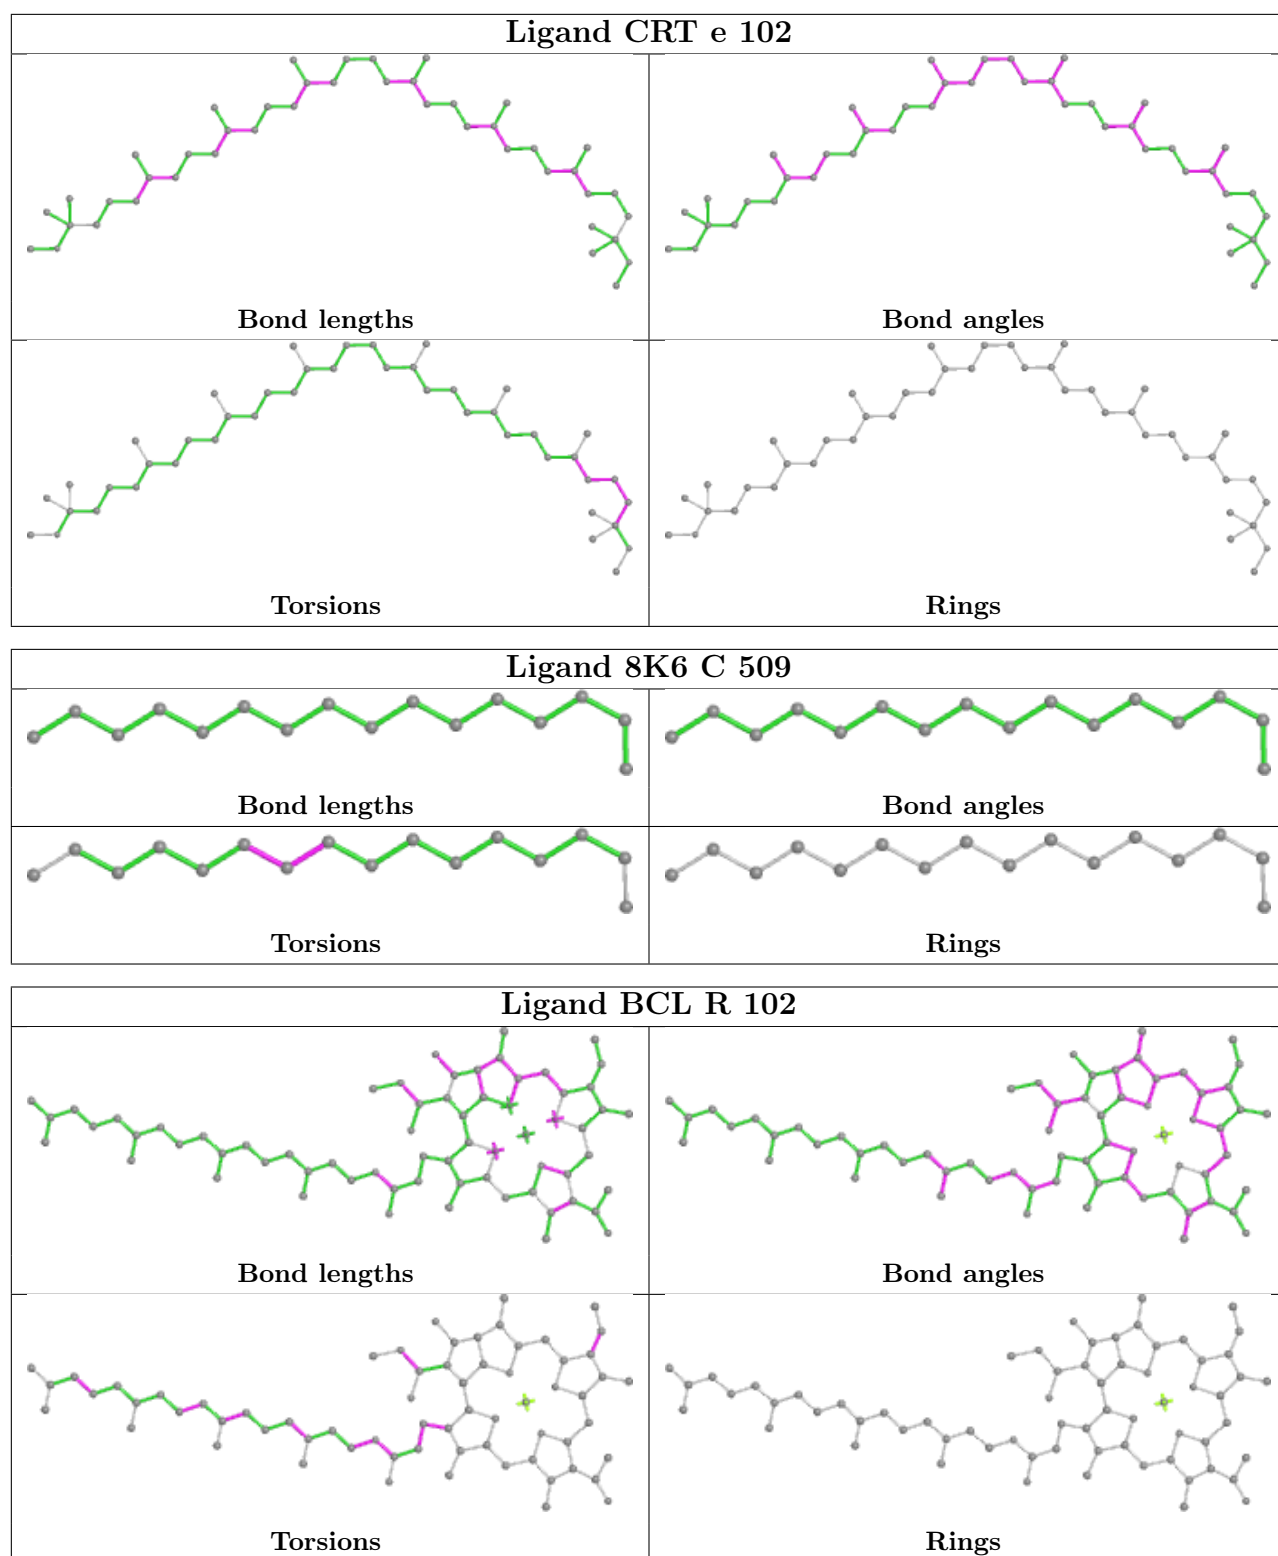 Ligand CRT e 102
Bond lengths
Bond angles
Torsions
Rings
Ligand 8K6 C 509
Bond lengths
Bond angles
Torsions
Rings
Ligand BCL R 102
Bond lengths
Bond angles
Torsions
Rings